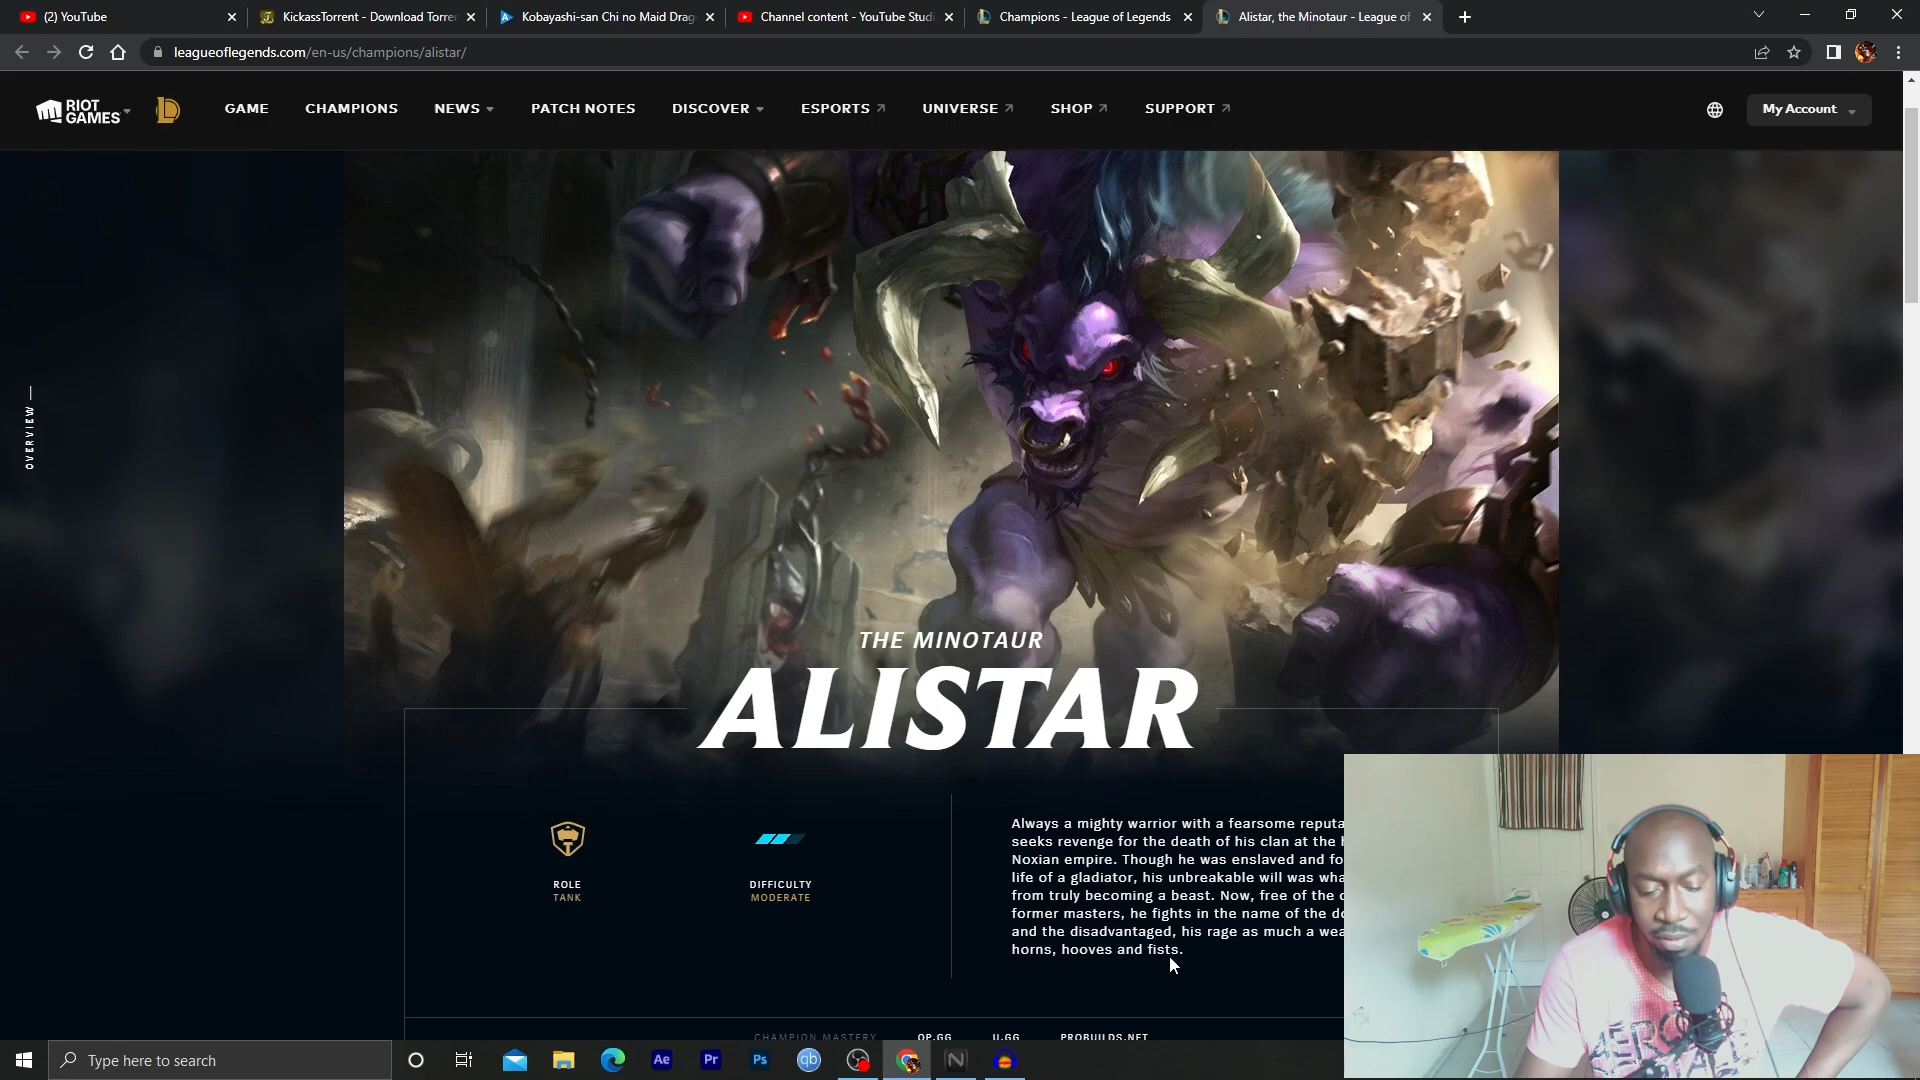 (2) YouTube
KickassTorrent - Download Torrer
Kobayashi-san Chi no Maid Drag
Channel content - YouTube Studi
Champions - League of Legends
Alistar, the Minotaur - League of
leagueoflegends.com/en-us/champions/alistar/
RIOT GAMES
GAME
CHAMPIONS
NEWS
PATCH NOTES
DISCOVER
ESPORTS
UNIVERSE
SHOP
SUPPORT
My Account
OVERVIEW
THE MINOTAUR
ALISTAR
ROLE
TANK
DIFFICULTY
MODERATE
Always a mighty warrior with a fearsome reputa
seeks revenge for the death of his clan at the h
Noxian empire. Though he was enslaved and fo
life of a gladiator, his unbreakable will was wha
from truly becoming a beast. Now, free of the c
former masters, he fights in the name of the do
and the disadvantaged, his rage as much a wea
horns, hooves and fists.
CHAMPION MASTERY
OP.GG
U.GG
PROBUILDS.NET
Type here to search
Ae
Pr
Ps
qb
N